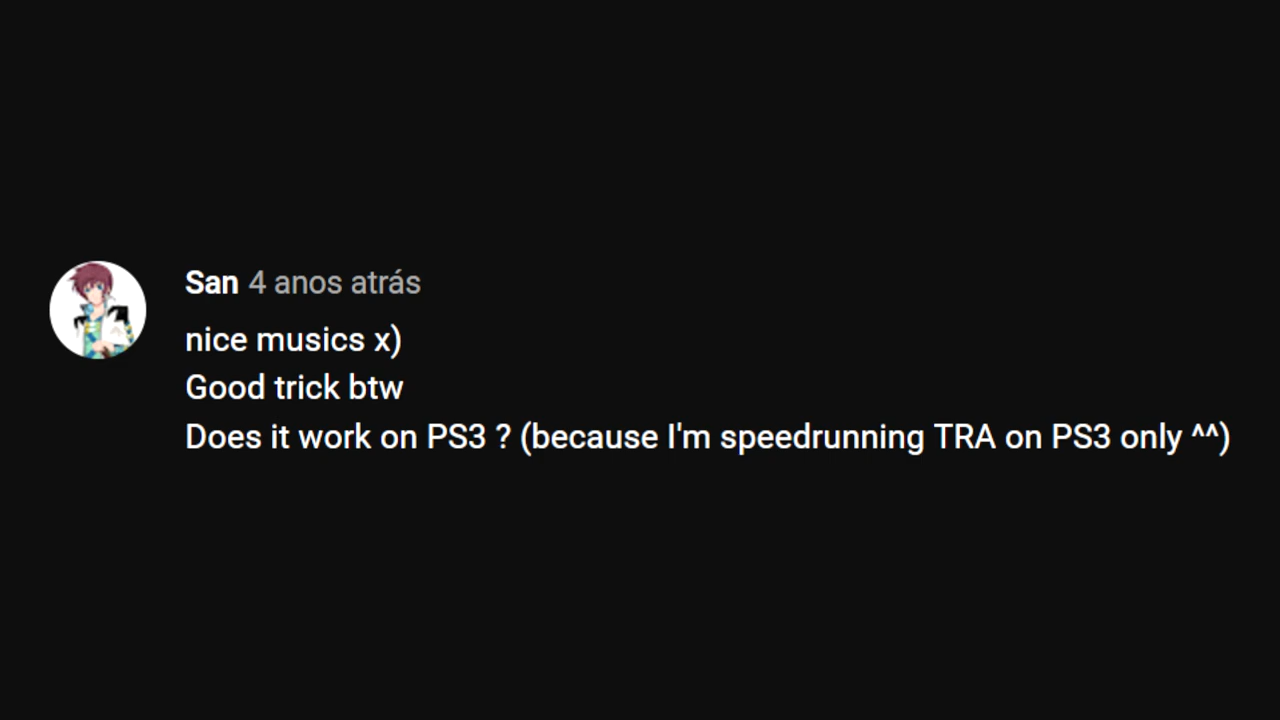 San 4 anos atrás
nice musics x)
Good trick btw
Does it work on PS3 ? (because I'm speedrunning TRA on PS3 only ^^)